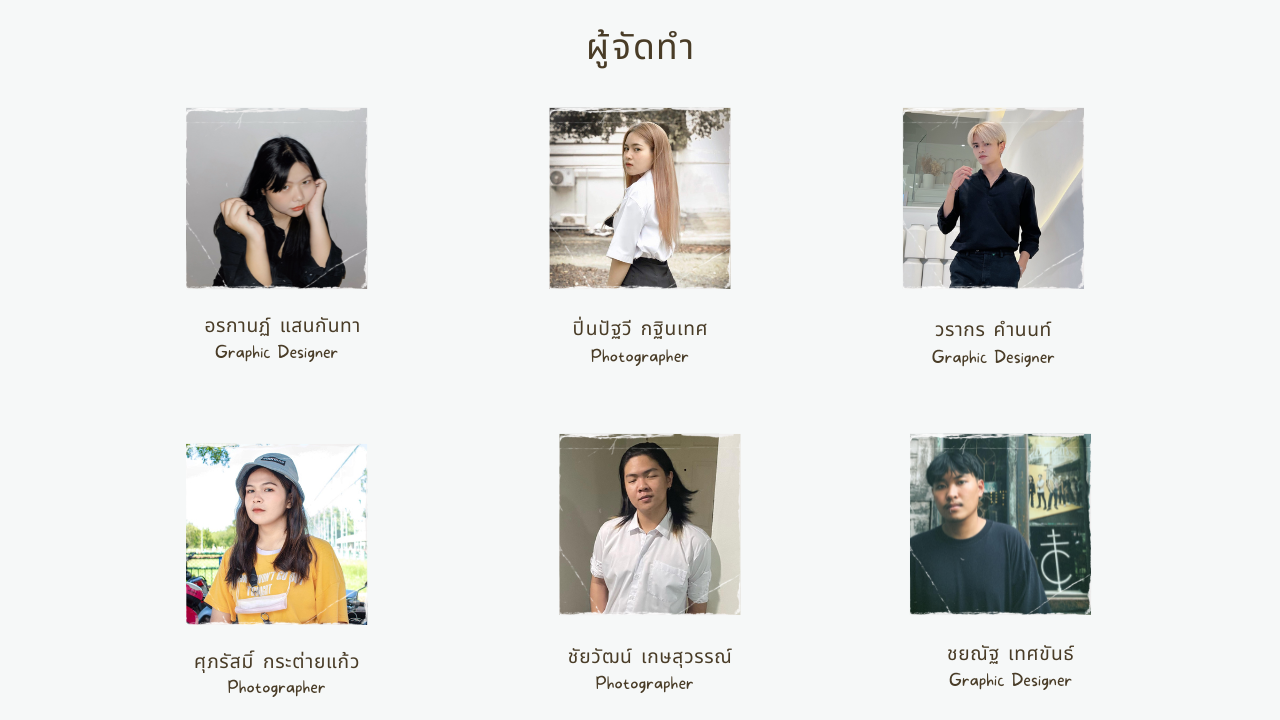 ผู้จัดทำ
อรกานฏ์ แสนกันทา
Graphic Designer
ปิ่นปัฐวี กฐินเทศ
Photographer
วรากร คำนนท์
Graphic Designer
ศุภรัสมิ์ กระต่ายแก้ว
Photographer
ชัยวัฒน์ เกษสุวรรณ์
Photographer
ชยณัฐ เทศขันธ์
Graphic Designer